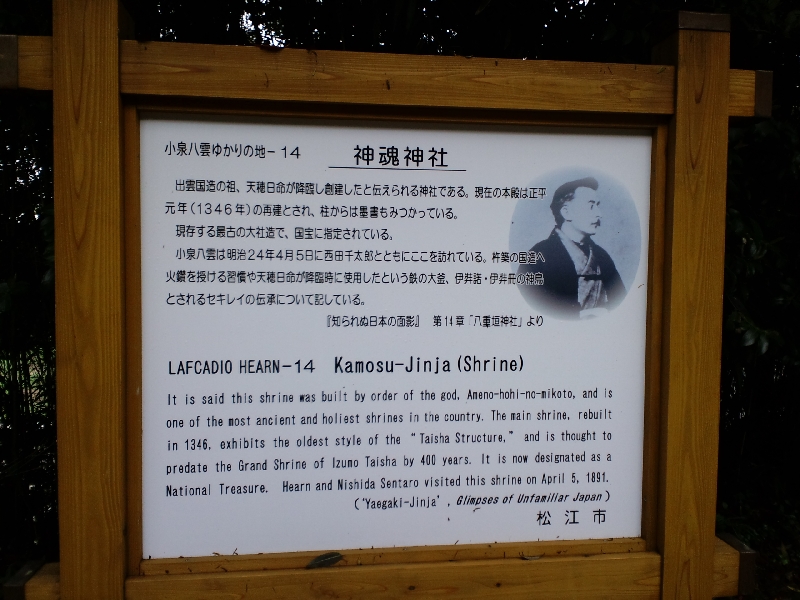 小泉八雲ゆかりの地－14　神魂神社
出雲国造の祖、天穂日命が降臨し創建したと伝えられる神社である。現在の本殿は正平
元年（1346年）の再建とされ、柱からは墨書もみつかっている。
現存する最古の大社造で、国宝に指定されている。
小泉八雲は明治24年4月5日に西田千太郎とともにここを訪れている。杵築の国造へ
火鑽を授ける習慣や天穂日命が降臨時に使用したという鉄の大釜、伊弉諾・伊弉冊の神鳥
とされるセキレイの伝承について記している。
『知られぬ日本の面影』　第14章「八重垣神社」より
LAFCADIO HEARN－14　Kamosu-Jinja (Shrine)
It is said this shrine was built by order of the god, Ameno-hohi-no-mikoto, and is
one of the most ancient and holiest shrines in the country. The main shrine, rebuilt
in 1346, exhibits the oldest style of the "Taisha Structure," and is thought to
predate the Grand Shrine of Izumo Taisha by 400 years. It is now designated as a
National Treasure. Hearn and Nishida Sentaro visited this shrine on April 5, 1891.
('Yaegaki-Jinja', Glimpses of Unfamiliar Japan)
松江市